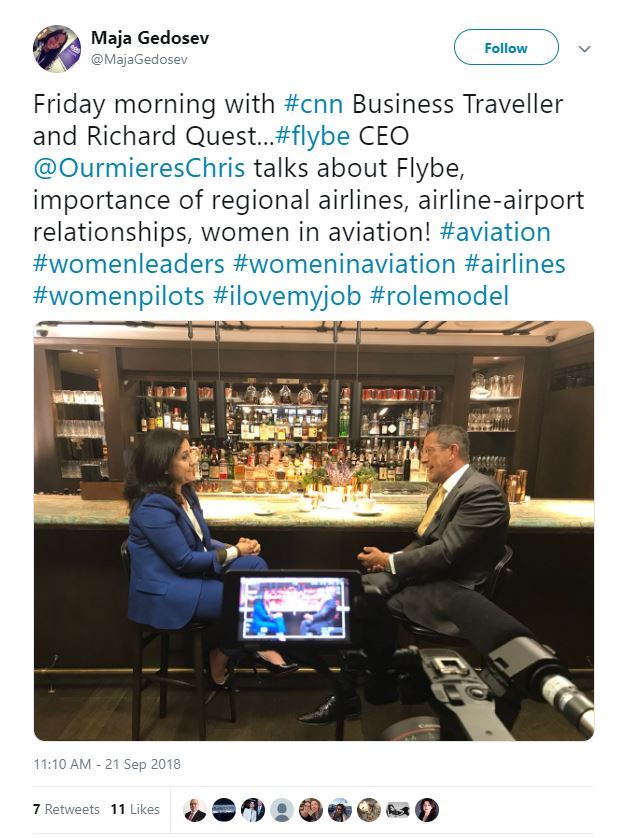 Maja Gedosev
@MajaGedosev
Follow
Friday morning with #cnn Business Traveller
and Richard Quest...#flybe CEO
@OurmieresChris talks about Flybe,
importance of regional airlines, airline-airport
relationships, women in aviation! #aviation
#womenleaders #womeninaviation #airlines
#womenpilots #ilovemyjob #rolemodel
Canon
11:10 AM - 21 Sep 2018
7 Retweets 11 Likes